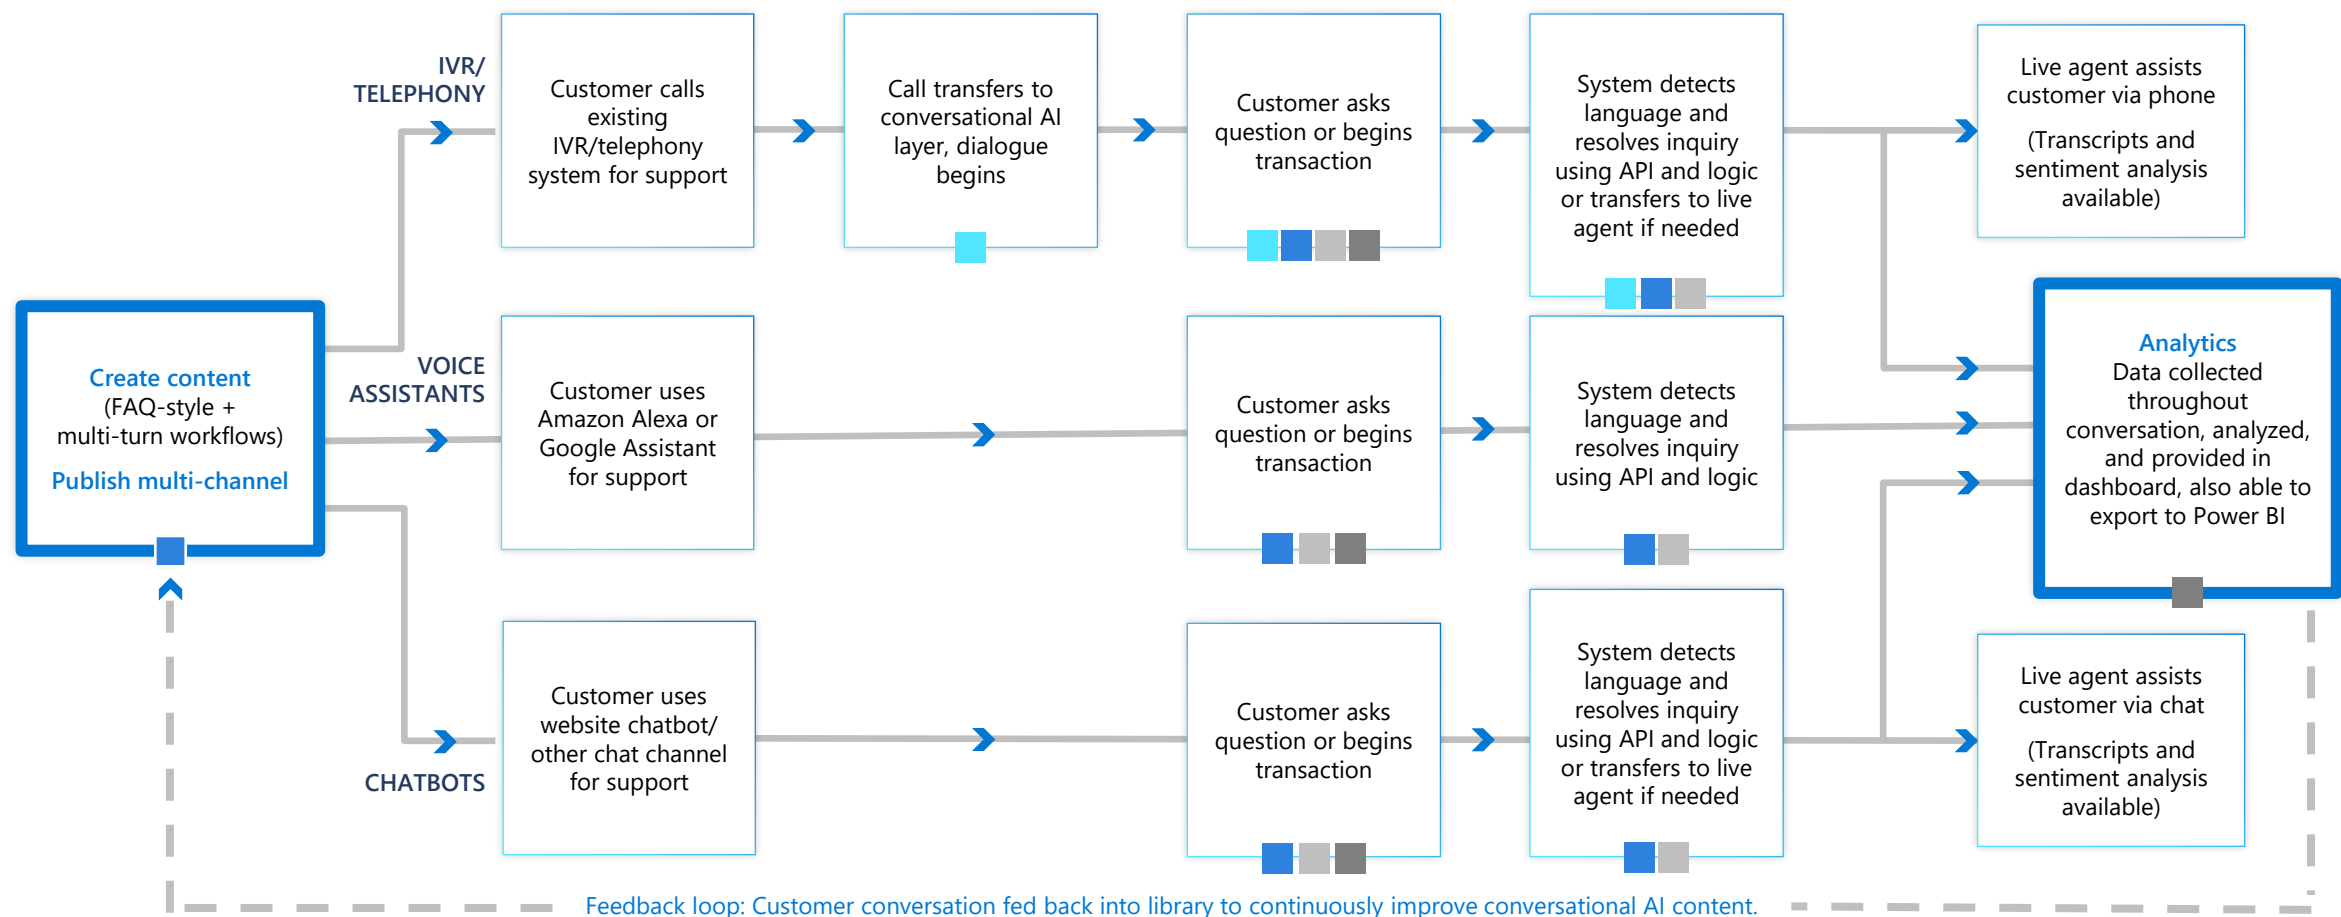 IVR/
TELEPHONY
Customer calls
existing
IVR/telephony
system for support
Call transfers to
conversational AI
layer, dialogue
begins
Customer asks
question or begins
transaction
System detects
language and
resolves inquiry
using API and logic
or transfers to live
agent if needed
Live agent assists
customer via phone
(Transcripts and
sentiment analysis
available)
Create content
(FAQ-style +
multi-turn workflows)
Publish multi-channel
VOICE
ASSISTANTS
Customer uses
Amazon Alexa or
Google Assistant
for support
Customer asks
question or begins
transaction
System detects
language and
resolves inquiry
using API and logic
Analytics
Data collected
throughout
conversation, analyzed,
and provided in
dashboard, also able to
export to Power BI
CHATBOTS
Customer uses
website chatbot/
other chat channel
for support
Customer asks
question or begins
transaction
System detects
language and
resolves inquiry
using API and logic
or transfers to live
agent if needed
Live agent assists
customer via chat
(Transcripts and
sentiment analysis
available)
Feedback loop: Customer conversation fed back into library to continuously improve conversational AI content.